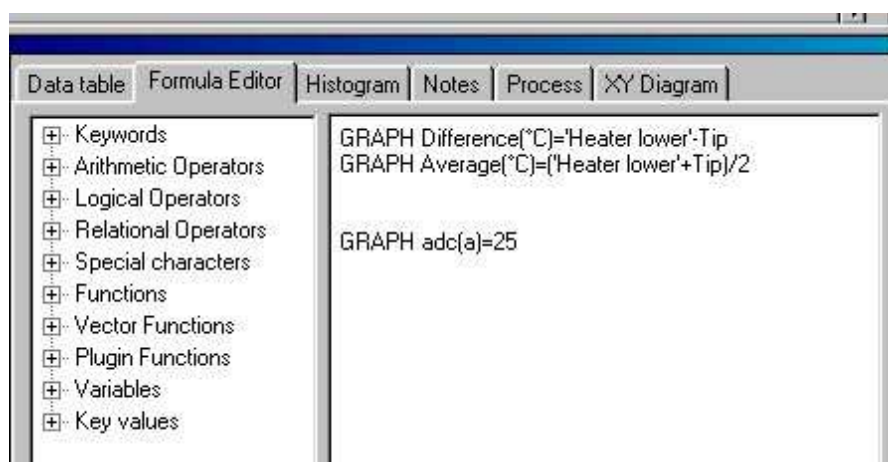 Data table Formula Editor Histogram Notes Process XY Diagram
Keywords
Arithmetic Operators
Logical Operators
Relational Operators
Special characters
Functions
Vector Functions
Plugin Functions
Variables
Key values
GRAPH Difference(°C)='Heater lower'-Tip
GRAPH Average(°C)=('Heater lower'+Tip)/2
GRAPH adc(a)=25